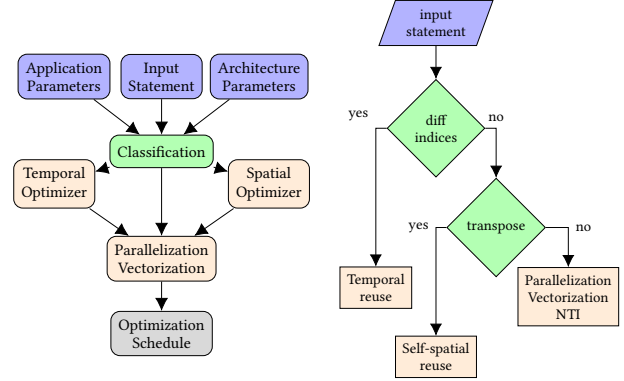 Application
Parameters
Input
Statement
Architecture
Parameters
Classification
Temporal
Optimizer
Spatial
Optimizer
Parallelization
Vectorization
Optimization
Schedule
input
statement
yes
diff
indices
no
yes
transpose
no
Temporal
reuse
Parallelization
Vectorization
NTI
Self-spatial
reuse